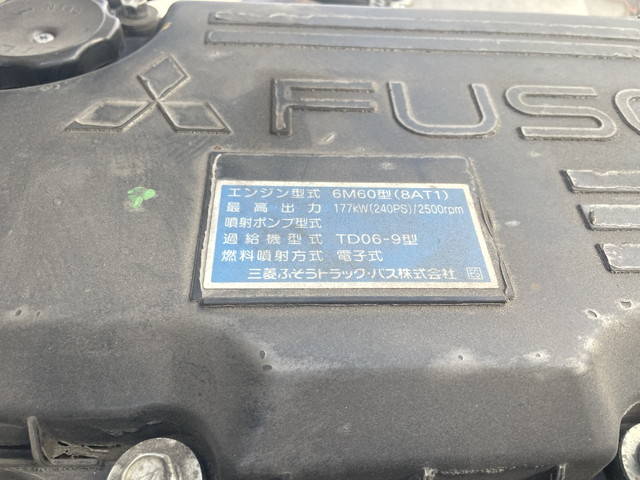 FUSO
エンジン型式 6M60型(8AT1)
最高出力 177kW(240PS)/2500rpm
噴射ポンプ型式
過給機型式 TD06-9型
燃料噴射方式 電子式
三菱ふそうトラック・バス株式会社